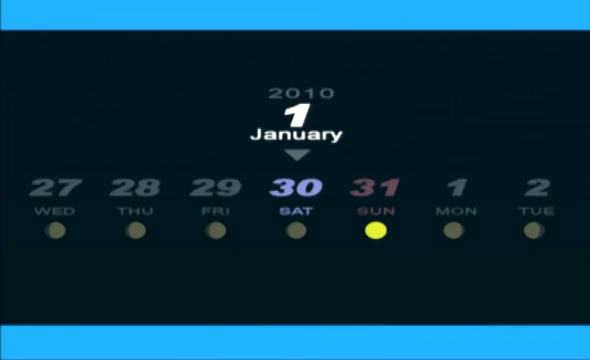 2010
1
January
27 28 29 30 31 1 2
WED THU FRI SAT SUN MON TUE